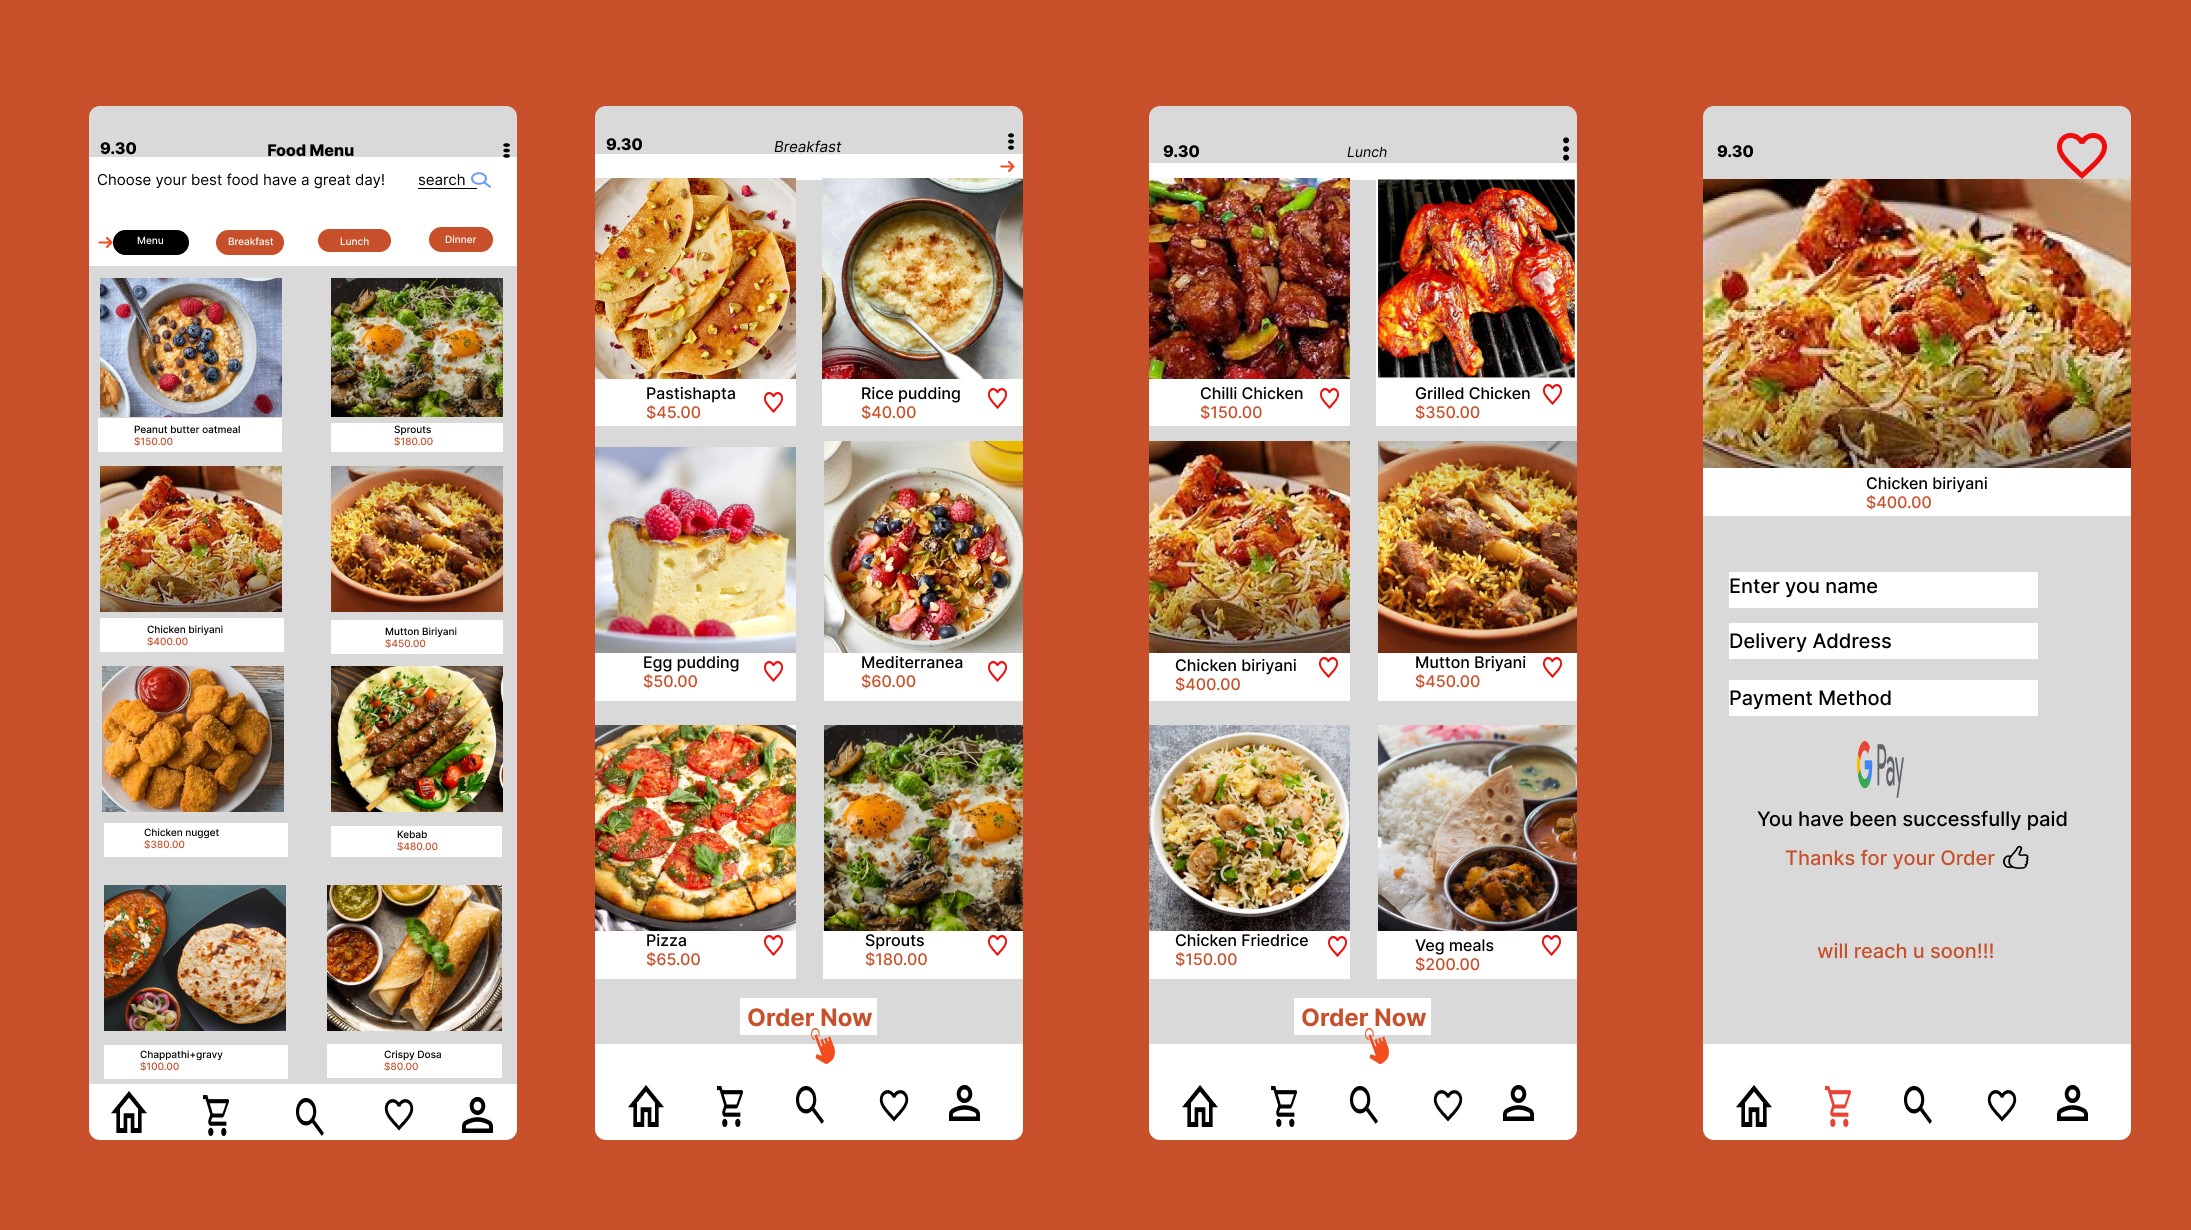 9.30
Food Menu
Choose your best food have a great day!
search
Menu
Breakfast
Lunch
Dinner
Peanut butter oatmeal
$150.00
Sprouts
$180.00
Chicken biriyani
$400.00
Mutton Biriyani
$450.00
Chicken nugget
$380.00
Kebab
$480.00
Chappathi+gravy
$100.00
Crispy Dosa
$80.00
9.30
Breakfast
Pastishapta
$45.00
Rice pudding
$40.00
Egg pudding
$50.00
Mediterranea
$60.00
Pizza
$65.00
Sprouts
$180.00
Order Now
9.30
Lunch
Chilli Chicken
$150.00
Grilled Chicken
$350.00
Chicken biriyani
$400.00
Mutton Briyani
$450.00
Chicken Friedrice
$150.00
Veg meals
$200.00
Order Now
9.30
Chicken biriyani
$400.00
Enter you name
Delivery Address
Payment Method
G Pay
You have been successfully paid
Thanks for your Order
will reach u soon!!!